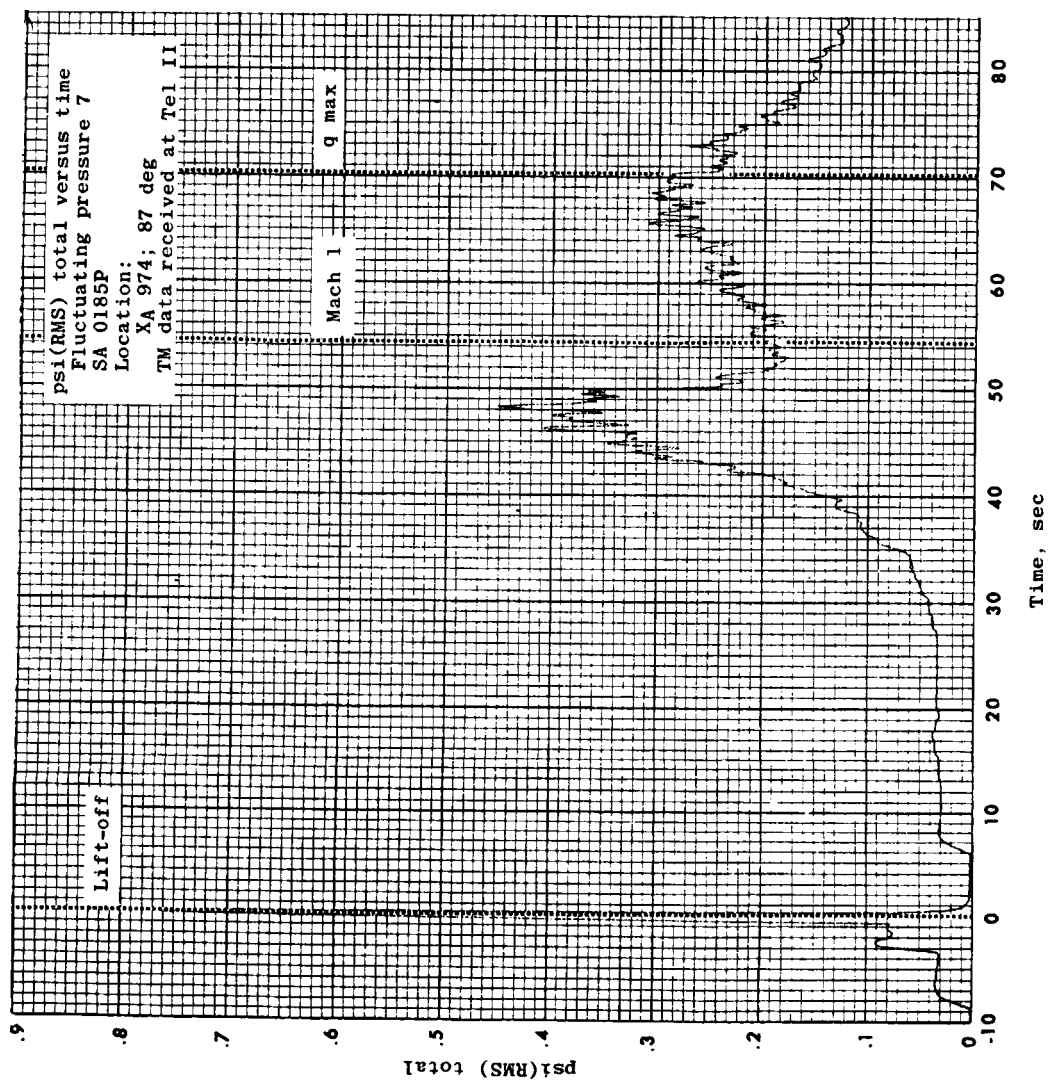 psi(RMS) total versus time
Fluctuating pressure 7
SA 0185P
Location:
XA 974; 87 deg
TM data received at Tel II
Lift-off
Mach 1
q max
psi(RMS) total
.9
.8
.7
.6
.5
.4
.3
.2
.1
0
-10
0
10
20
30
40
50
60
70
80
Time, sec